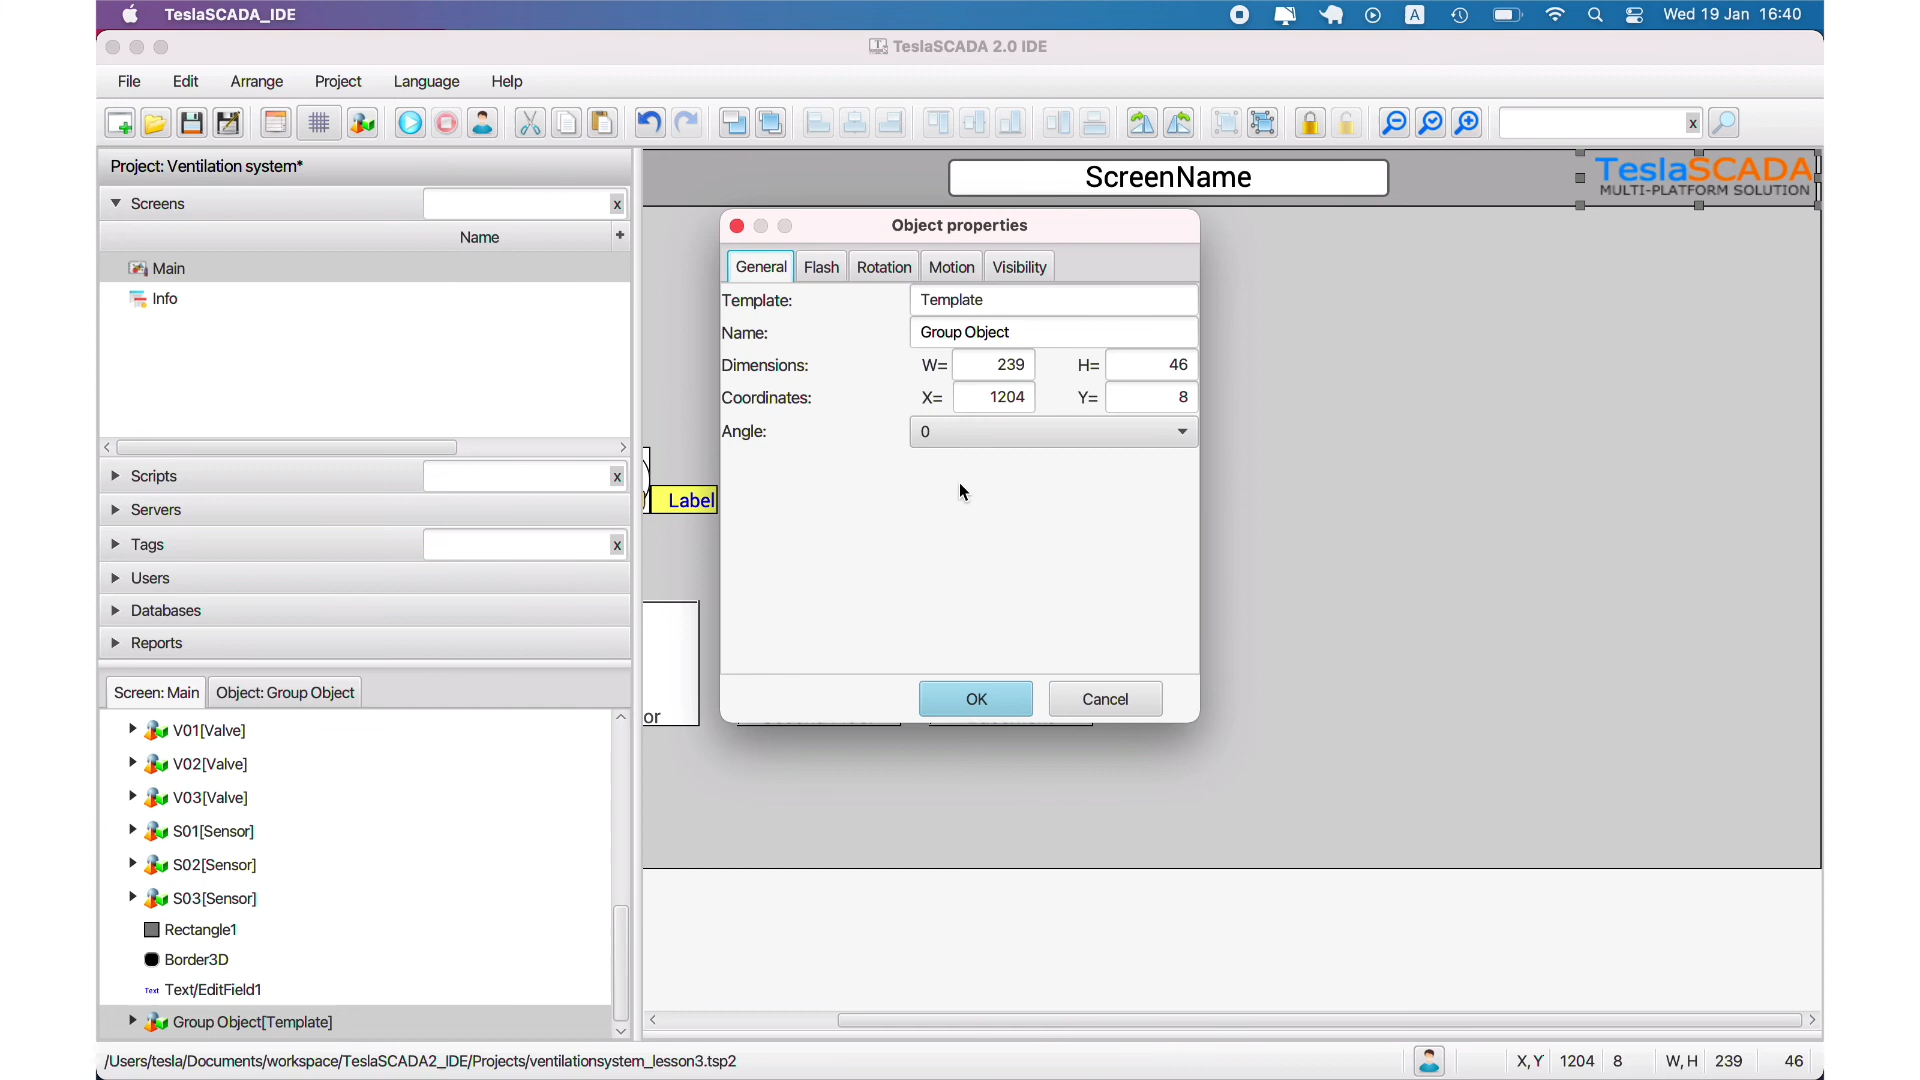 TeslaSCADA_IDE
A
Wed 19 Jan 16:40
TeslaSCADA 2.0 IDE
File Edit Arrange Project Language Help
x
Project: Ventilation system*
Screens
x
Name
+
Main
Info
Scripts
x
Servers
Tags
x
Users
Databases
Reports
Screen: Main
Object: Group Object
V01[Valve]
V02[Valve]
V03[Valve]
S01[Sensor]
S02[Sensor]
S03[Sensor]
Rectangle1
Border3D
Text Text/EditField1
Group Object[Template]
ScreenName
TeslaSCADA
MULTI-PLATFORM SOLUTION
Label
or
Object properties
General Flash Rotation Motion Visibility
Template: Template
Name: Group Object
Dimensions: W= 239 H= 46
Coordinates: X= 1204 Y= 8
Angle: 0
OK Cancel
/Users/tesla/Documents/workspace/TeslaSCADA2_IDE/Projects/ventilationsystem_lesson3.tsp2
X,Y 1204 8 W,H 239 46